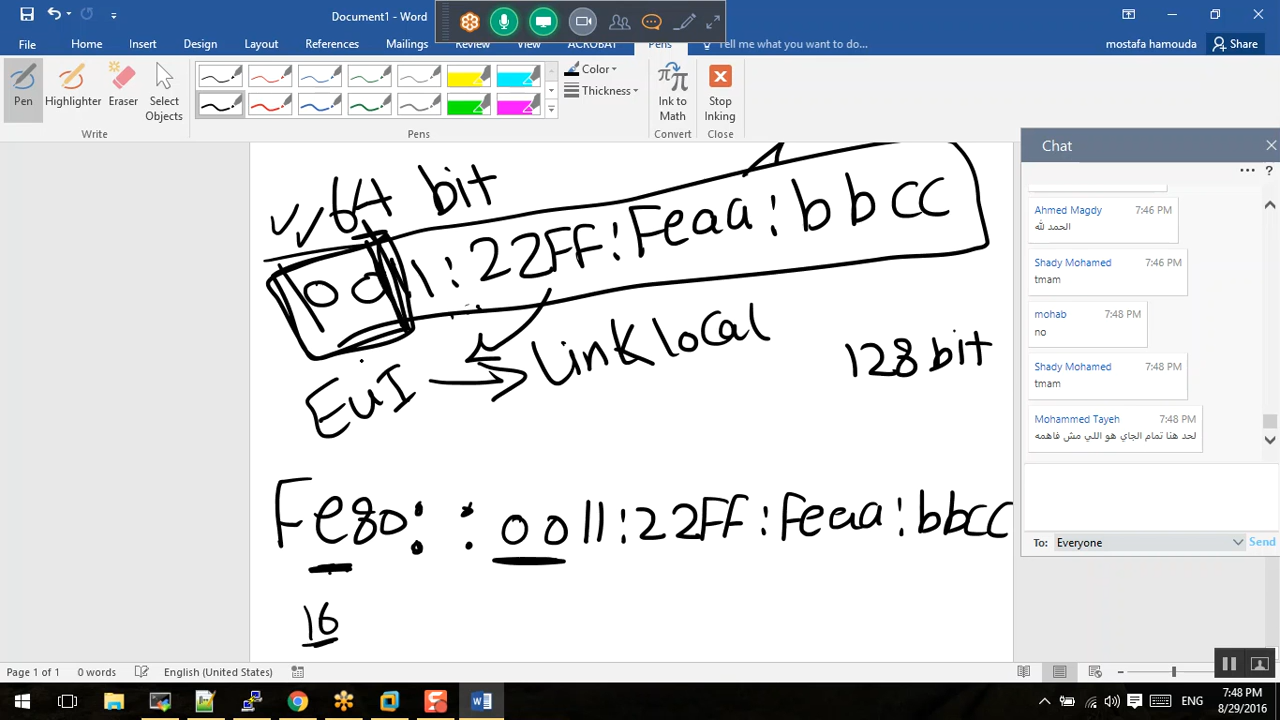 Document1 - Word
mostafa hamouda
Share
File
Home
Insert
Design
Layout
References
Mailings
Review
View
ACROBAT
Pens
Tell me what you want to do...
Pen
Highlighter
Eraser
Select Objects
Color
Thickness
Ink to Math
Stop Inking
Write
Pens
Convert
Close
64 bit
0011:22FF:Feaa:bbcc
EuI → Link local
128 bit
Fe80::0011:22FF:Feaa:bbcc
16
Chat
Ahmed Magdy 7:46 PM
الحمد لله
Shady Mohamed 7:46 PM
tmam
mohab 7:48 PM
no
Shady Mohamed 7:48 PM
tmam
Mohammed Tayeh 7:48 PM
لحد هنا تمام الجاي هو اللي مش فاهمه
To: Everyone Send
Page 1 of 1
0 words
English (United States)
ENG
7:48 PM
8/29/2016